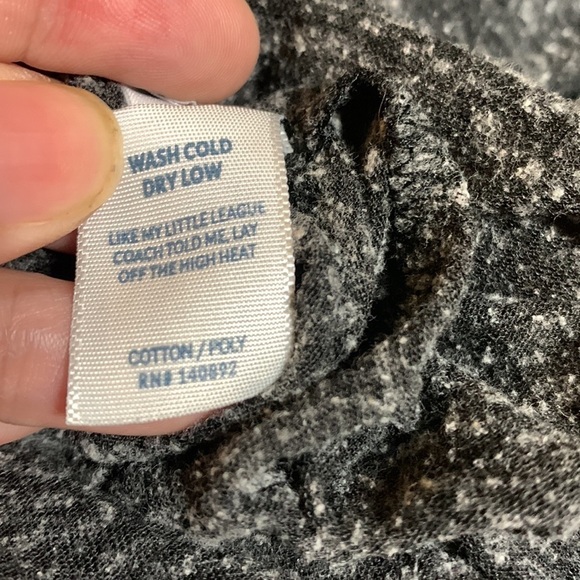 WASH COLD
DRY LOW
LIKE MY LITTLE LEAGUE
COACH TOLD ME, LAY
OFF THE HIGH HEAT
COTTON / POLY
RN# 140892